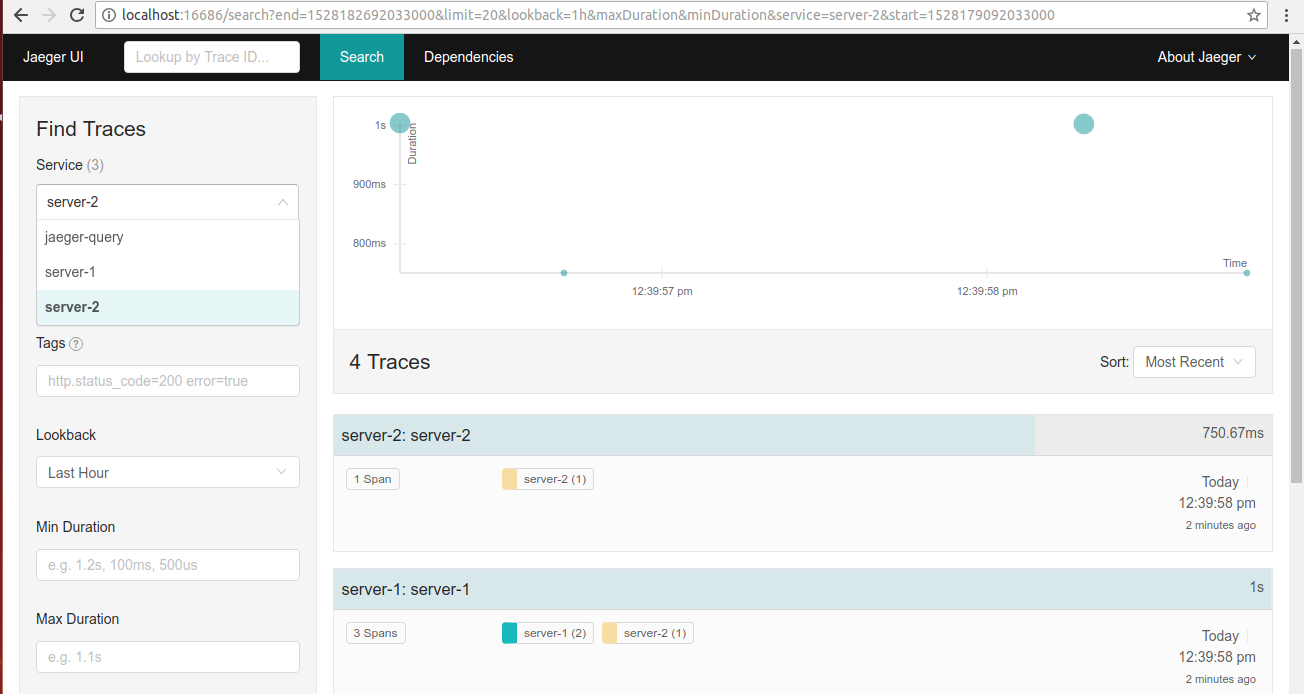 localhost:16686/search?end=1528182692033000&limit=20&lookback=1h&maxDuration&minDuration&service=server-2&start=1528179092033000
Jaeger UI
Lookup by Trace ID...
Search
Dependencies
About Jaeger
Find Traces
Service (3)
server-2
jaeger-query
server-1
server-2
Tags ?
http.status_code=200 error=true
Lookback
Last Hour
Min Duration
e.g. 1.2s, 100ms, 500us
Max Duration
e.g. 1.1s
1s
Duration
900ms
800ms
Time
12:39:57 pm
12:39:58 pm
4 Traces
Sort: Most Recent
server-2: server-2
750.67ms
1 Span
server-2 (1)
Today
12:39:58 pm
2 minutes ago
server-1: server-1
1s
3 Spans
server-1 (2)
server-2 (1)
Today
12:39:58 pm
2 minutes ago